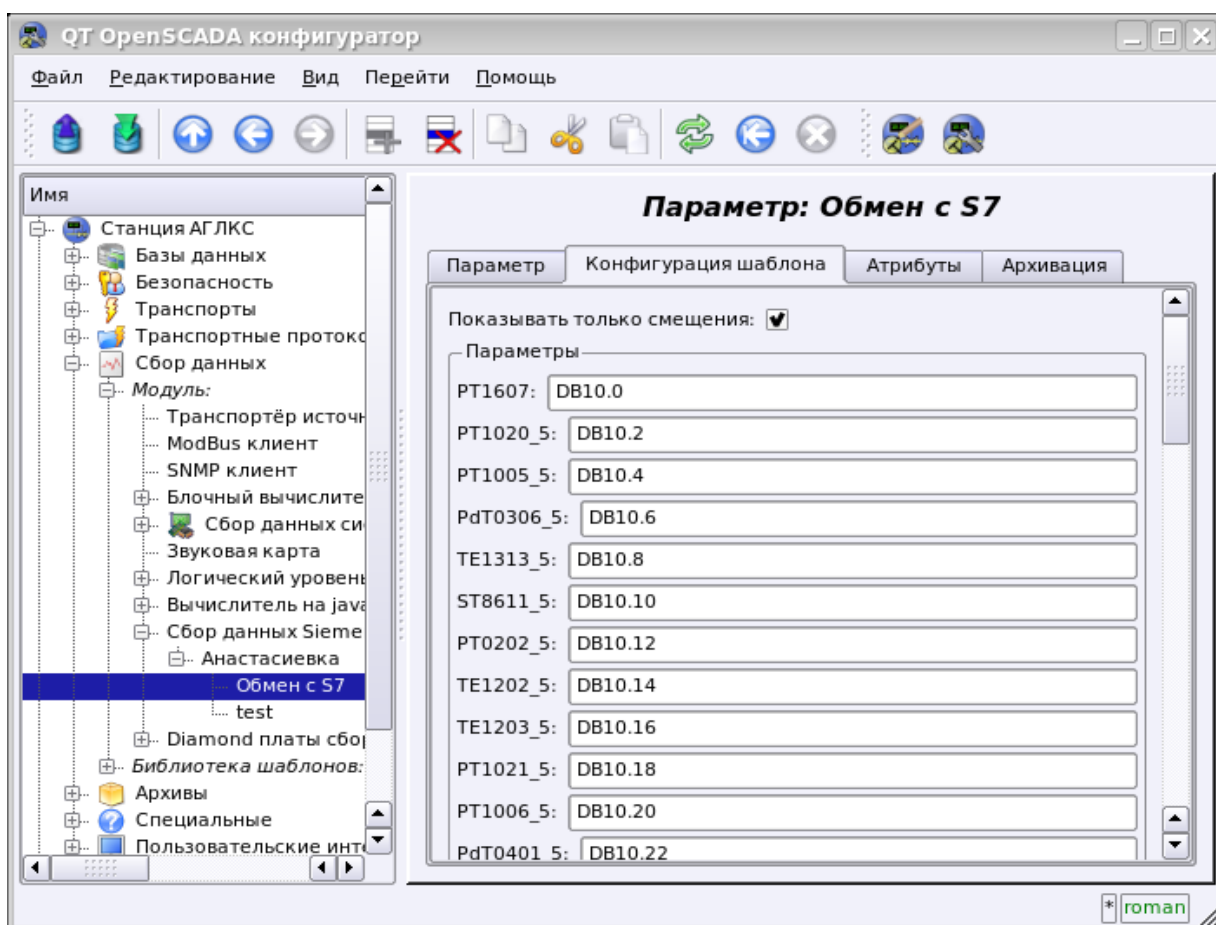 QT OpenSCADA конфигуратор
Файл Редактирование Вид Перейти Помощь
Имя
Станция АГЛКС
Базы данных
Безопасность
Транспорты
Транспортные протоко
Сбор данных
Модуль:
Транспортёр источн
ModBus клиент
SNMP клиент
Блочный вычислите
Сбор данных си
Звуковая карта
Логический уровень
Вычислитель на java
Сбор данных Sieme
Анастасиевка
Обмен с S7
test
Diamond платы сбор
Библиотека шаблонов:
Архивы
Специальные
Пользовательские инте
Параметр: Обмен с S7
Параметр Конфигурация шаблона Атрибуты Архивация
Показывать только смещения:
Параметры
PT1607: DB10.0
PT1020_5: DB10.2
PT1005_5: DB10.4
PdT0306_5: DB10.6
TE1313_5: DB10.8
ST8611_5: DB10.10
PT0202_5: DB10.12
TE1202_5: DB10.14
TE1203_5: DB10.16
PT1021_5: DB10.18
PT1006_5: DB10.20
PdT0401_5: DB10.22
* roman